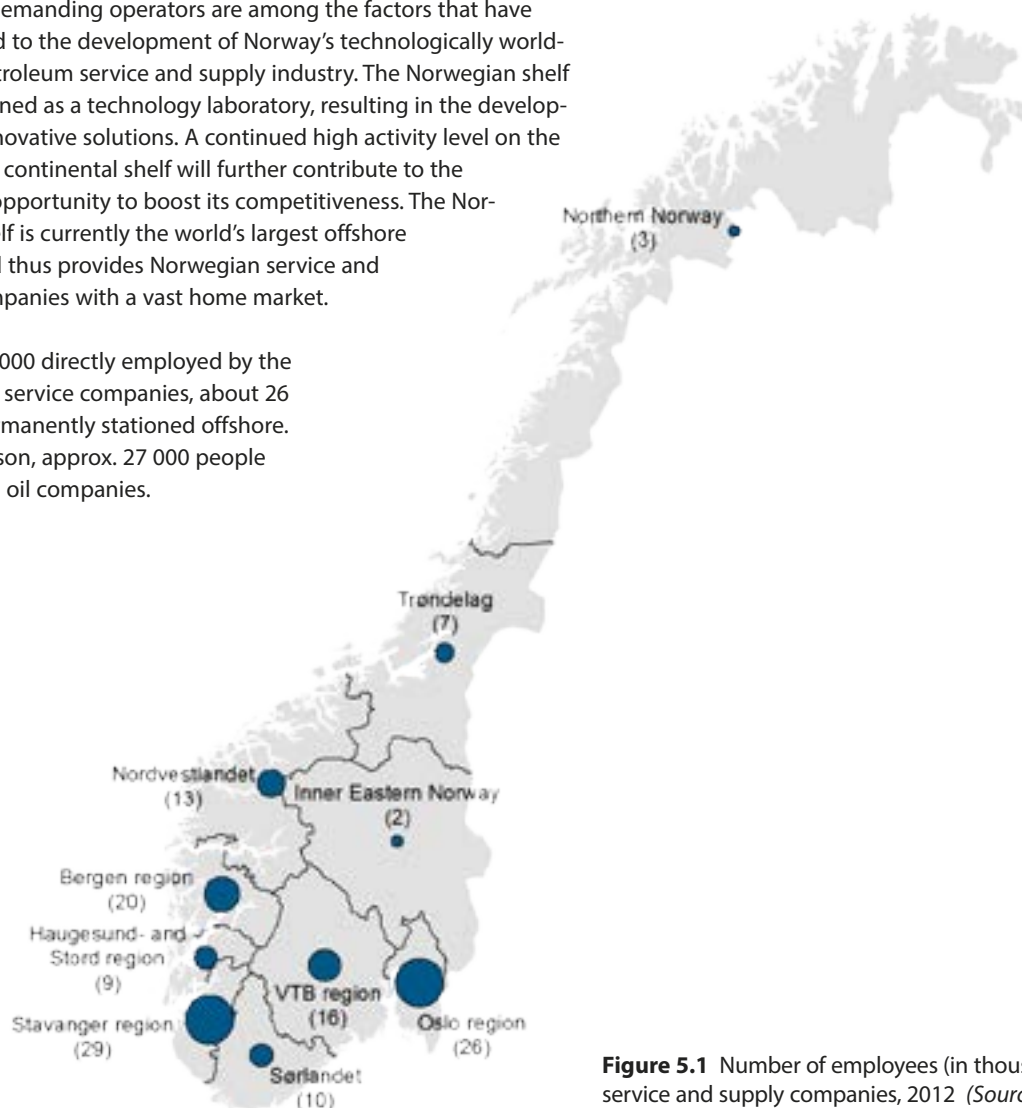 emanding operators are among the factors that have
d to the development of Norway's technologically world-
troleum service and supply industry. The Norwegian shelf
ned as a technology laboratory, resulting in the develop-
novative solutions. A continued high activity level on the
continental shelf will further contribute to the
opportunity to boost its competitiveness. The Nor-
elf is currently the world's largest offshore
d thus provides Norwegian service and
mpanies with a vast home market.
000 directly employed by the
service companies, about 26
manently stationed offshore.
son, approx. 27 000 people
oil companies.
Northern Norway
(3)
Trøndelag
(7)
Nordvestlandet
(13)
Inner Eastern Norway
(2)
Bergen region
(20)
Haugesund- and
Stord region
(9)
VTB region
(16)
Stavanger region
(29)
Oslo region
(26)
Sørlandet
(10)
Figure 5.1 Number of employees (in thous
service and supply companies, 2012 (Sourc